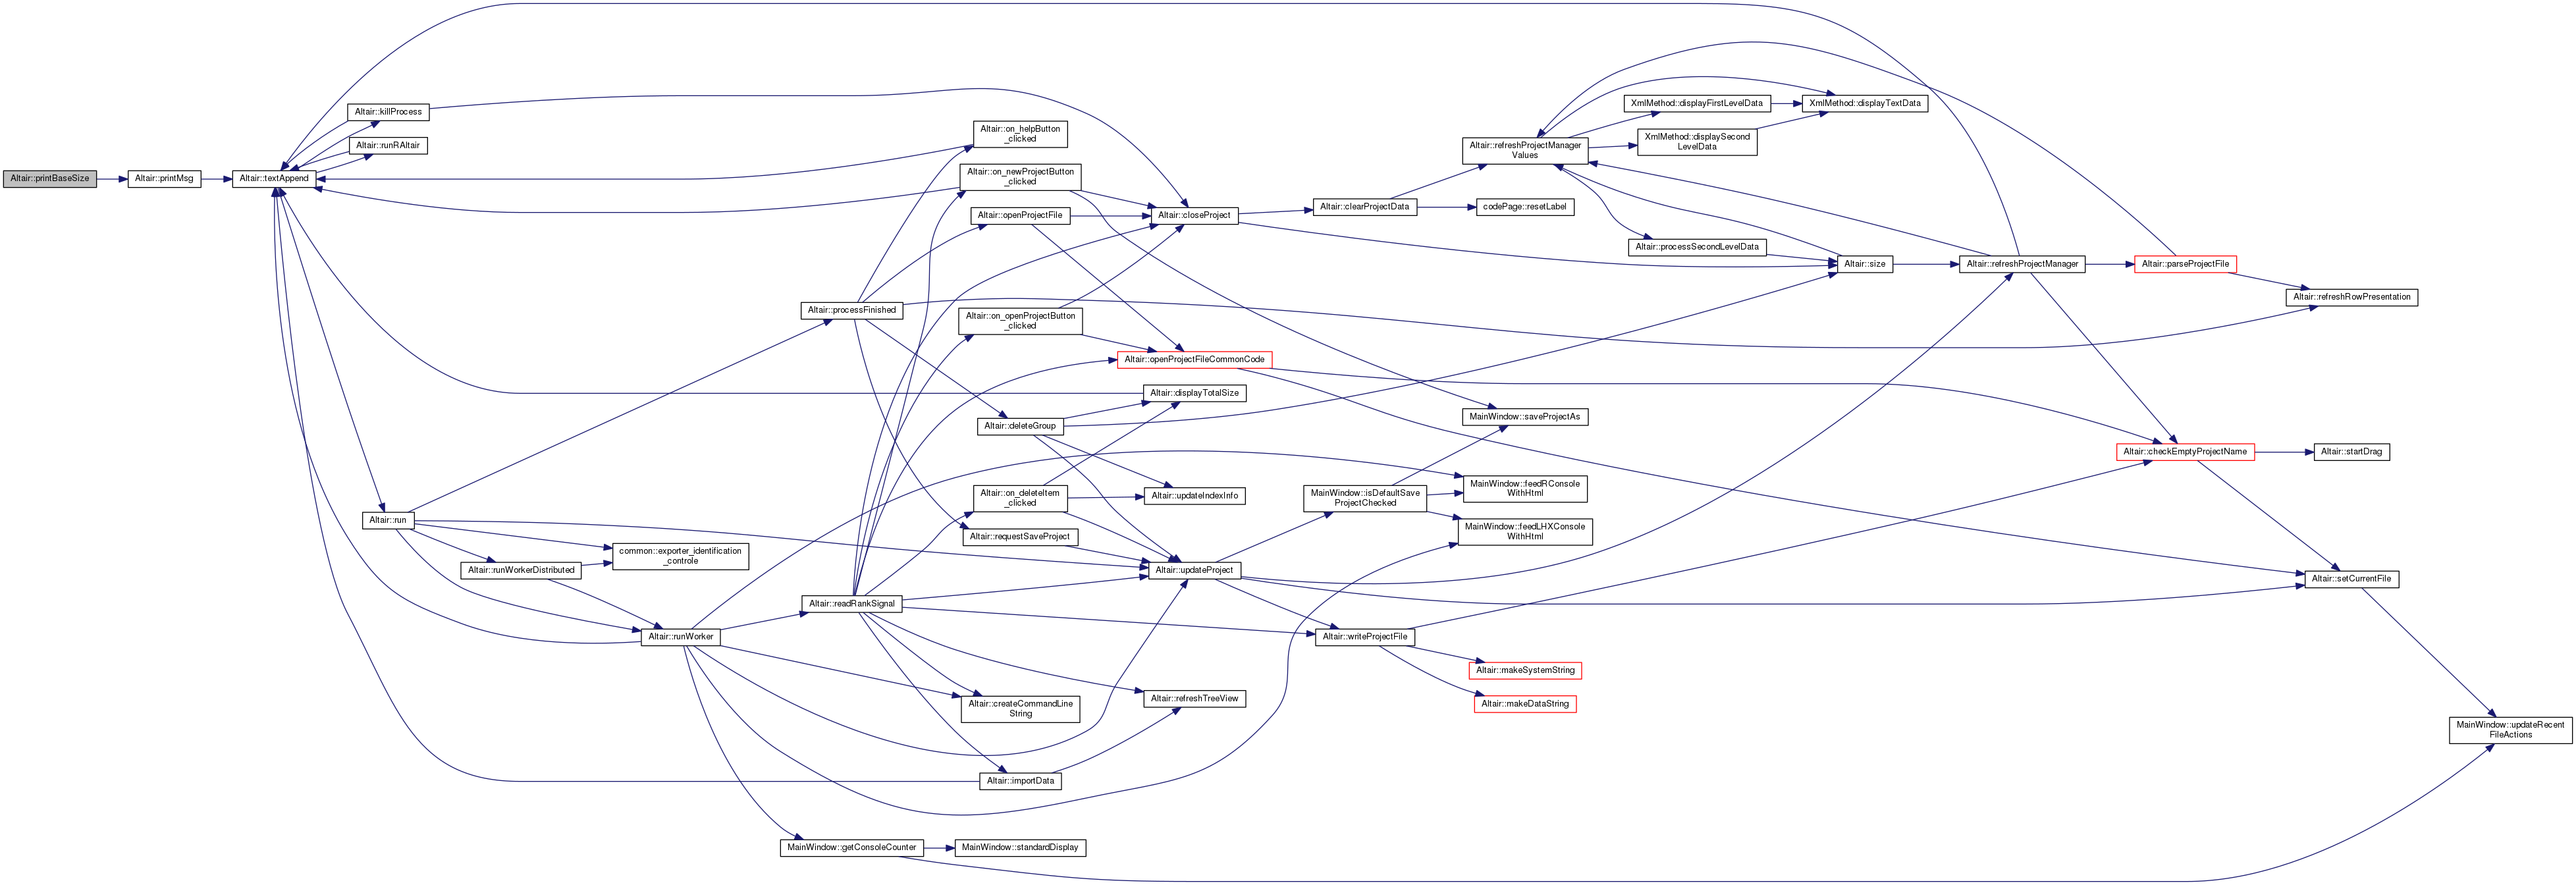 Altair::printBaseSize
Altair::printMsg
Altair::textAppend
Altair::killProcess
Altair::runRAltair
Altair::run
Altair::runWorkerDistributed
common::exporter_identification
_controle
Altair::runWorker
Altair::processFinished
Altair::readRankSignal
MainWindow::getConsoleCounter
Altair::on_helpButton
_clicked
Altair::on_newProjectButton
_clicked
Altair::openProjectFile
Altair::on_openProjectButton
_clicked
Altair::deleteGroup
Altair::on_deleteItem
_clicked
Altair::requestSaveProject
Altair::createCommandLine
String
Altair::importData
MainWindow::standardDisplay
Altair::closeProject
Altair::openProjectFileCommonCode
Altair::displayTotalSize
Altair::updateIndexInfo
Altair::updateProject
Altair::refreshTreeView
Altair::clearProjectData
MainWindow::isDefaultSave
ProjectChecked
Altair::writeProjectFile
Altair::refreshProjectManager
Values
codePage::resetLabel
MainWindow::saveProjectAs
MainWindow::feedRConsole
WithHtml
MainWindow::feedLHXConsole
WithHtml
Altair::makeSystemString
Altair::makeDataString
XmlMethod::displayFirstLevelData
XmlMethod::displaySecond
LevelData
Altair::processSecondLevelData
XmlMethod::displayTextData
Altair::size
Altair::refreshProjectManager
Altair::parseProjectFile
Altair::checkEmptyProjectName
Altair::refreshRowPresentation
Altair::startDrag
Altair::setCurrentFile
MainWindow::updateRecent
FileActions